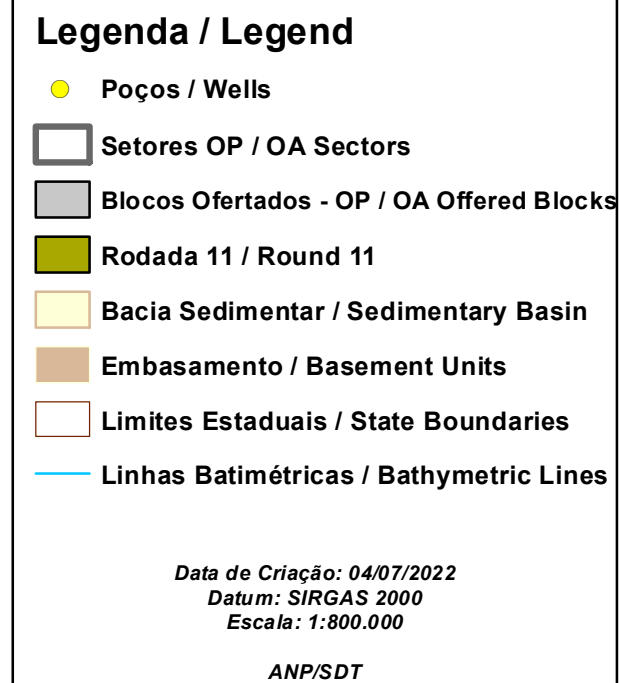 Legenda / Legend
Poços / Wells
Setores OP / OA Sectors
Blocos Ofertados - OP / OA Offered Blocks
Rodada 11 / Round 11
Bacia Sedimentar / Sedimentary Basin
Embasamento / Basement Units
Limites Estaduais / State Boundaries
Linhas Batimétricas / Bathymetric Lines
Data de Criação: 04/07/2022
Datum: SIRGAS 2000
Escala: 1:800.000
ANP/SDT